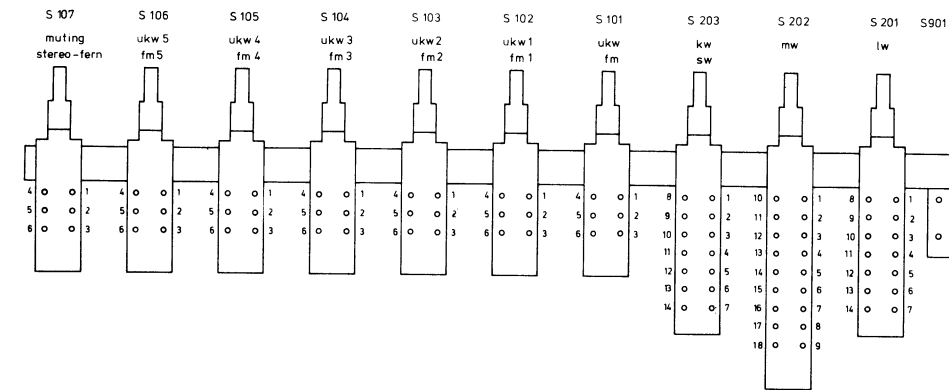 S 107 S 106 S 105 S 104 S 103 S 102 S 101 S 203 S 202 S 201 S901
muting ukw 5 ukw 4 ukw 3 ukw 2 ukw 1 ukw kw mw lw
stereo-fern fm 5 fm 4 fm 3 fm 2 fm 1 fm sw
4 1 4 1 4 1 4 1 4 1 4 1 4 8 1 10 1 8 1
5 2 5 2 5 2 5 2 5 2 5 2 5 9 2 11 2 9 2
6 3 6 3 6 3 6 3 6 3 6 3 6 3 10 3 12 3 10 3
11 4 13 4 11 4
12 5 14 5 12 5
13 6 15 6 13 6
14 7 16 7 14 7
17 8
18 9